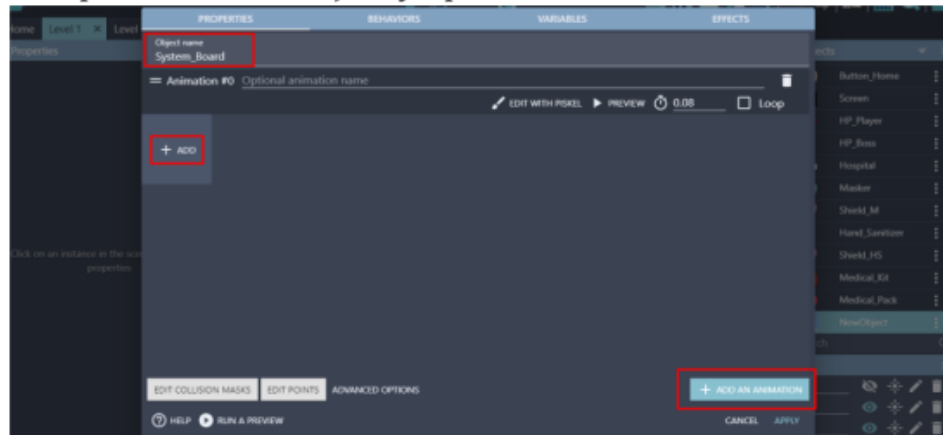 PROPERTIES BEHAVIORS VARIABLES EFFECTS
Home Level 1 × Level
Properties
Object name
System_Board
Animation #0 Optional animation name
EDIT WITH PISKEL PREVIEW 0.08 Loop
+ ADD
Button_Home
Screen
HP_Player
HP_Boss
Hospital
Masker
Shield_M
Hand_Sanitizer
Shield_HS
Medical_Kit
Medical_Pack
NewObject
Click on an instance in the
properties
EDIT COLLISION MASKS EDIT POINTS ADVANCED OPTIONS + ADD AN ANIMATION
HELP RUN A PREVIEW CANCEL APPLY